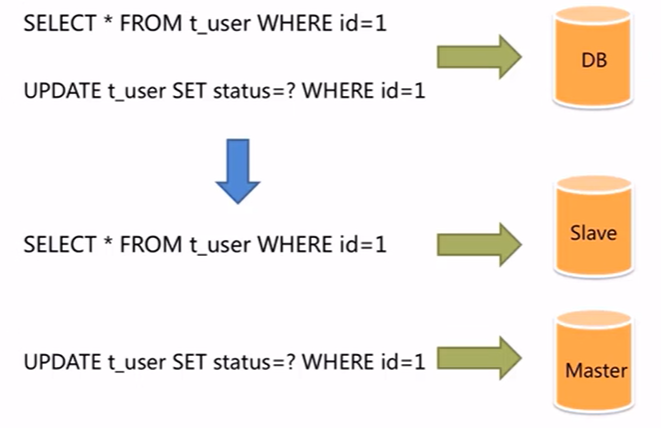 SELECT * FROM t_user WHERE id=1
DB
UPDATE t_user SET status=? WHERE id=1
SELECT * FROM t_user WHERE id=1
Slave
UPDATE t_user SET status=? WHERE id=1
Master